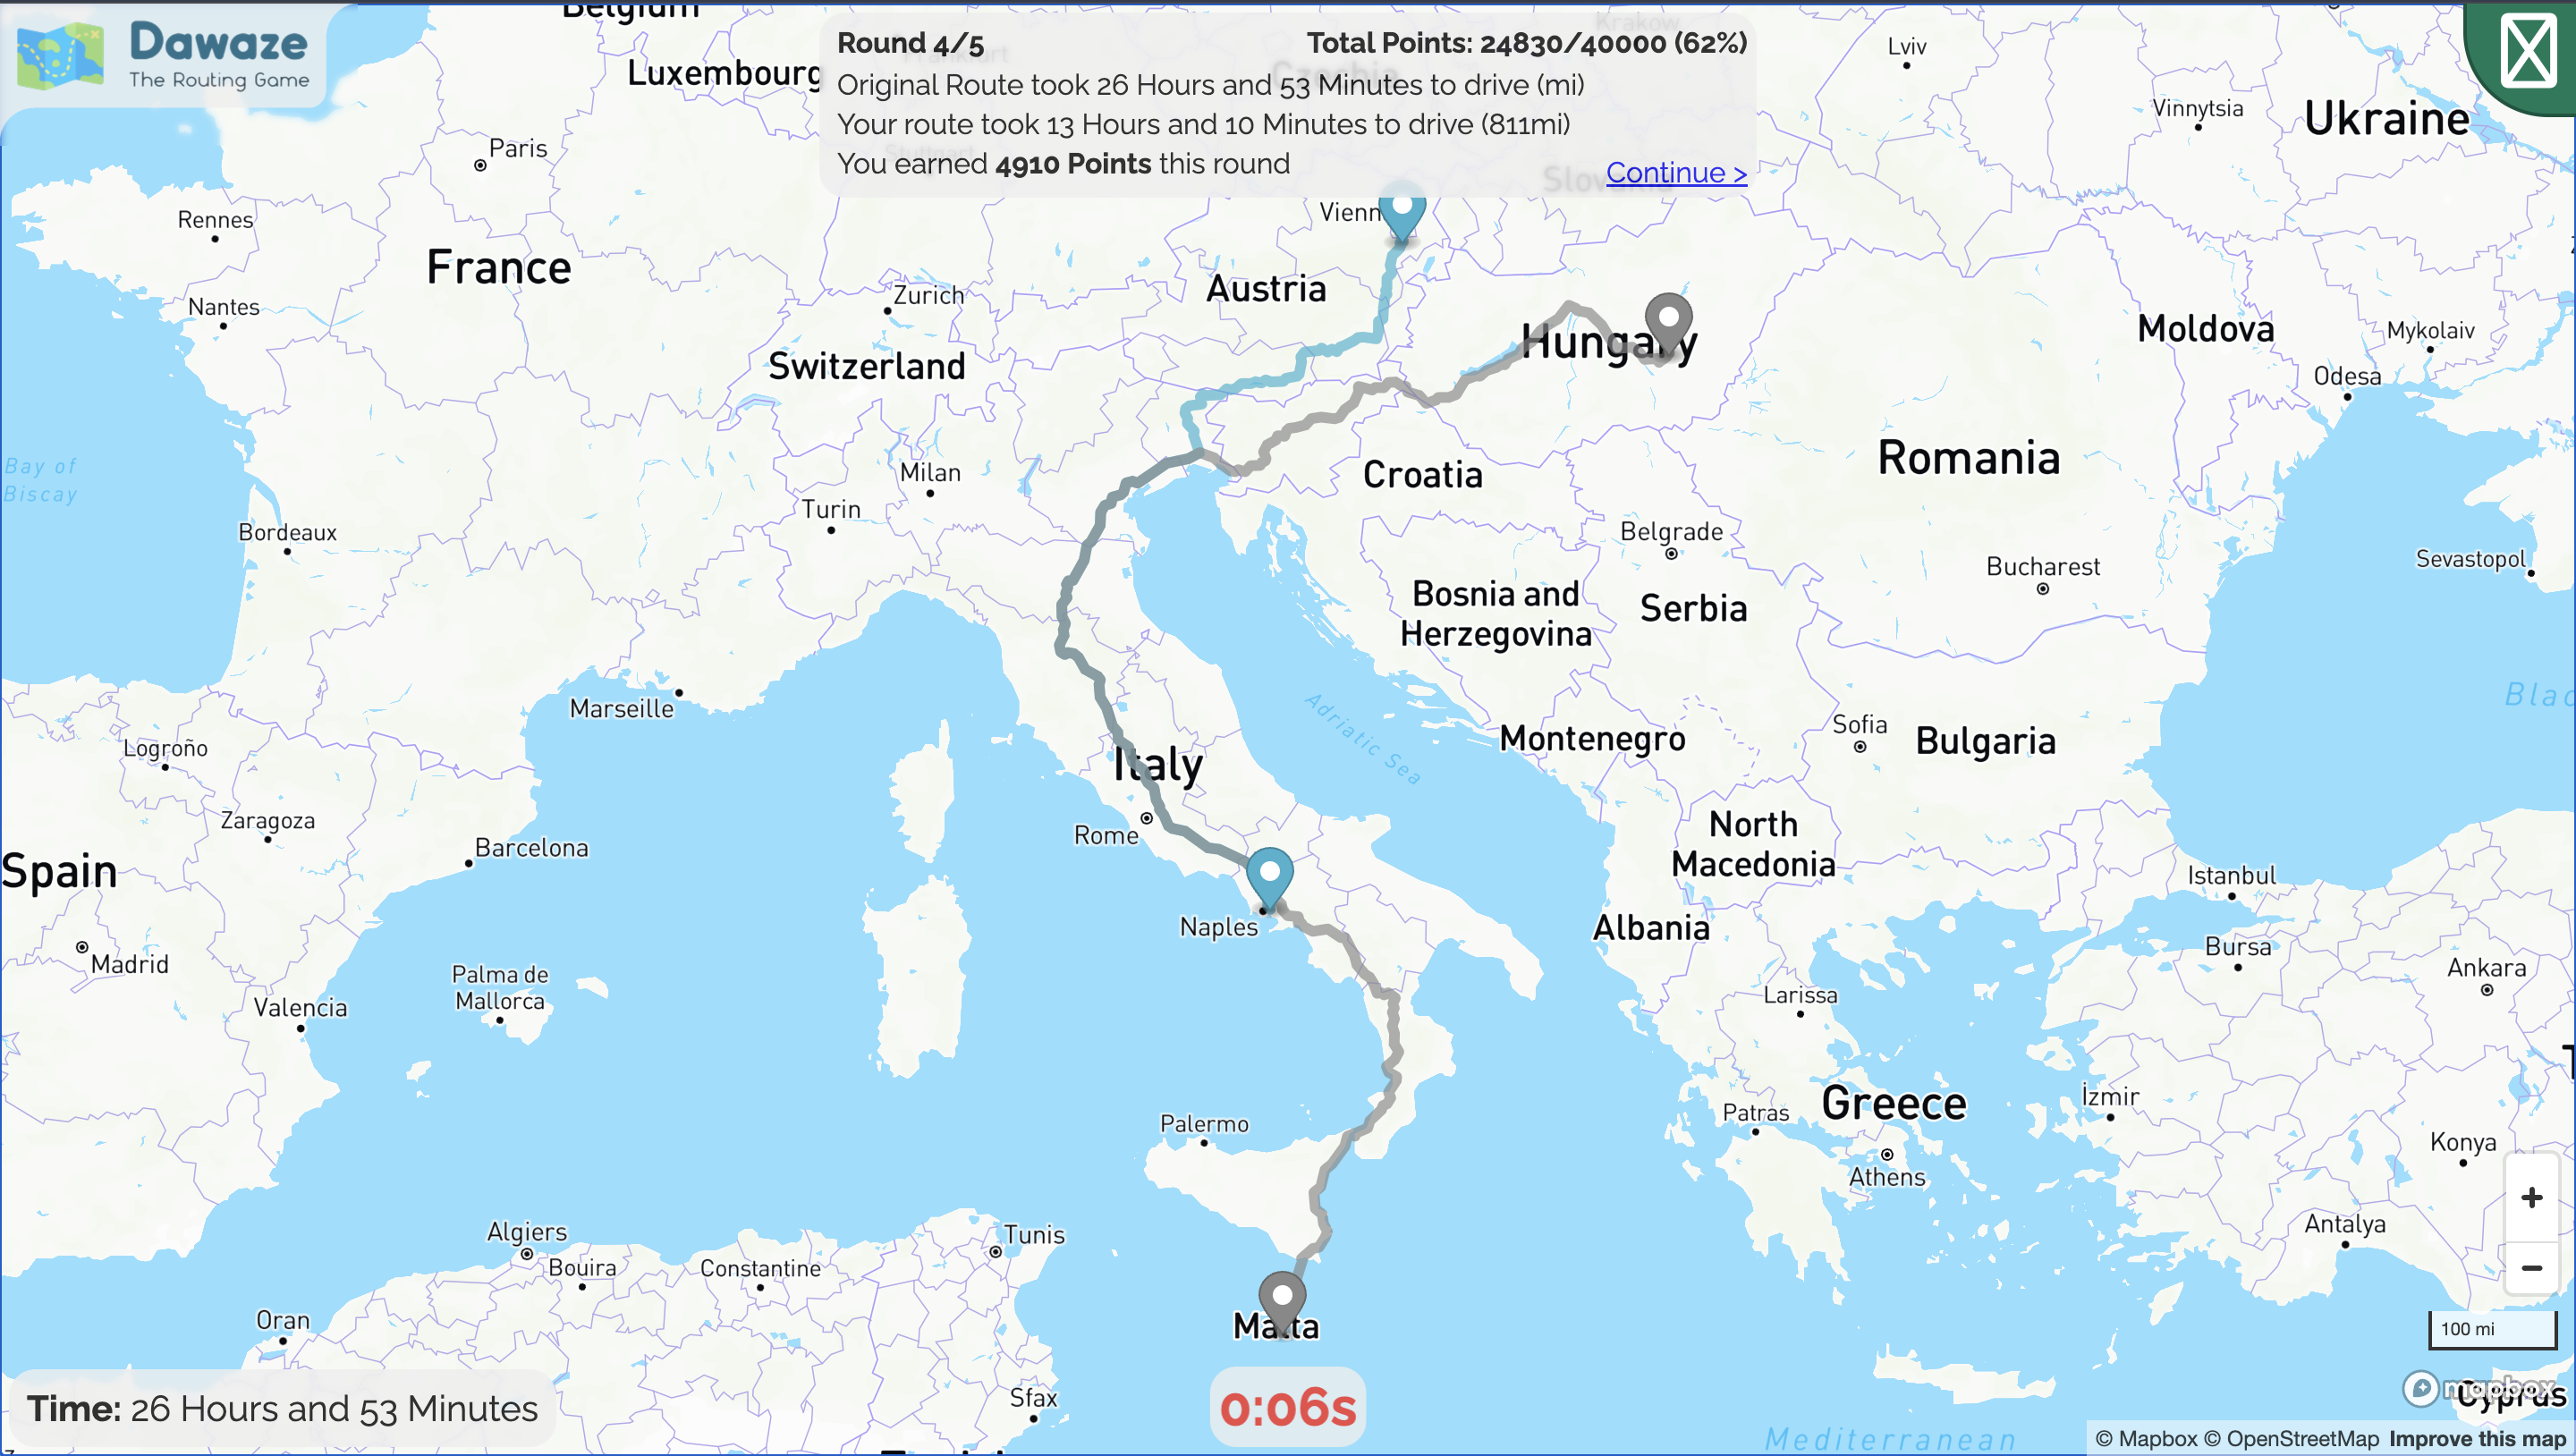 Belgium
Krakow
Dawaze
The Routing Game
Round 4/5
Total Points: 24830/40000 (62%)
Frankfurt
Czechia
Lviv
Luxembourg
Original Route took 26 Hours and 53 Minutes to drive (mi)
Vinnytsia
Ukraine
Your route took 13 Hours and 10 Minutes to drive (811mi)
Paris
Stuttgart
You earned 4910 Points this round
Continue >
Slovakia
Rennes
Vienn
France
Austria
Zurich
Nantes
Hungary
Moldova
Mykolaiv
Switzerland
Odesa
Bay of
Biscay
Milan
Croatia
Romania
Turin
Bordeaux
Belgrade
Bucharest
Sevastopol
Bosnia and
Herzegovina
Serbia
Marseille
Adriatic Sea
Blac
Logroño
Italy
Montenegro
Sofia
Bulgaria
Zaragoza
Rome
Barcelona
North
Macedonia
Spain
Istanbul
Naples
Albania
Bursa
Madrid
Palma de
Mallorca
Ankara
Valencia
Larissa
Palermo
Patras
Greece
İzmir
Konya
Athens
Algiers
Tunis
Antalya
+
Bouira
Constantine
−
Oran
Malta
100 mi
Time: 26 Hours and 53 Minutes
0:06s
Sfax
mapbox
Cyprus
Mediterranean
© Mapbox © OpenStreetMap Improve this map